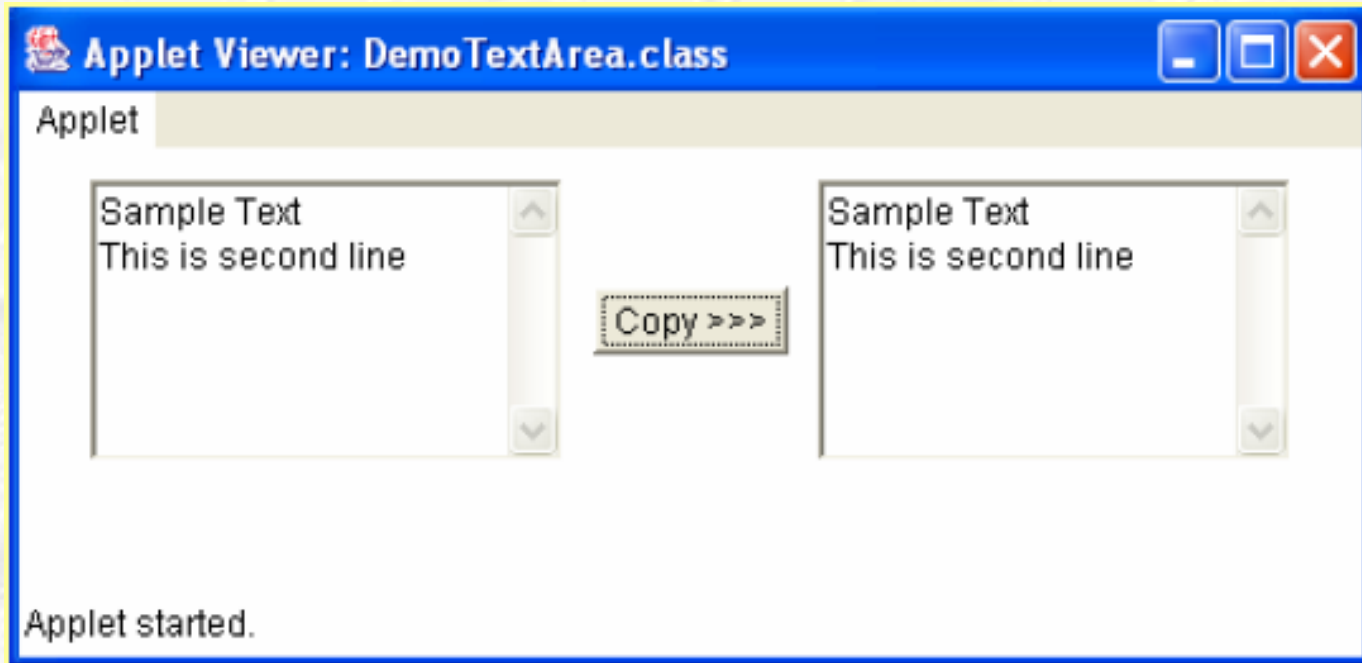 Applet Viewer: DemoTextArea.class
Applet
Sample Text
This is second line
Copy >>>
Sample Text
This is second line
Applet started.